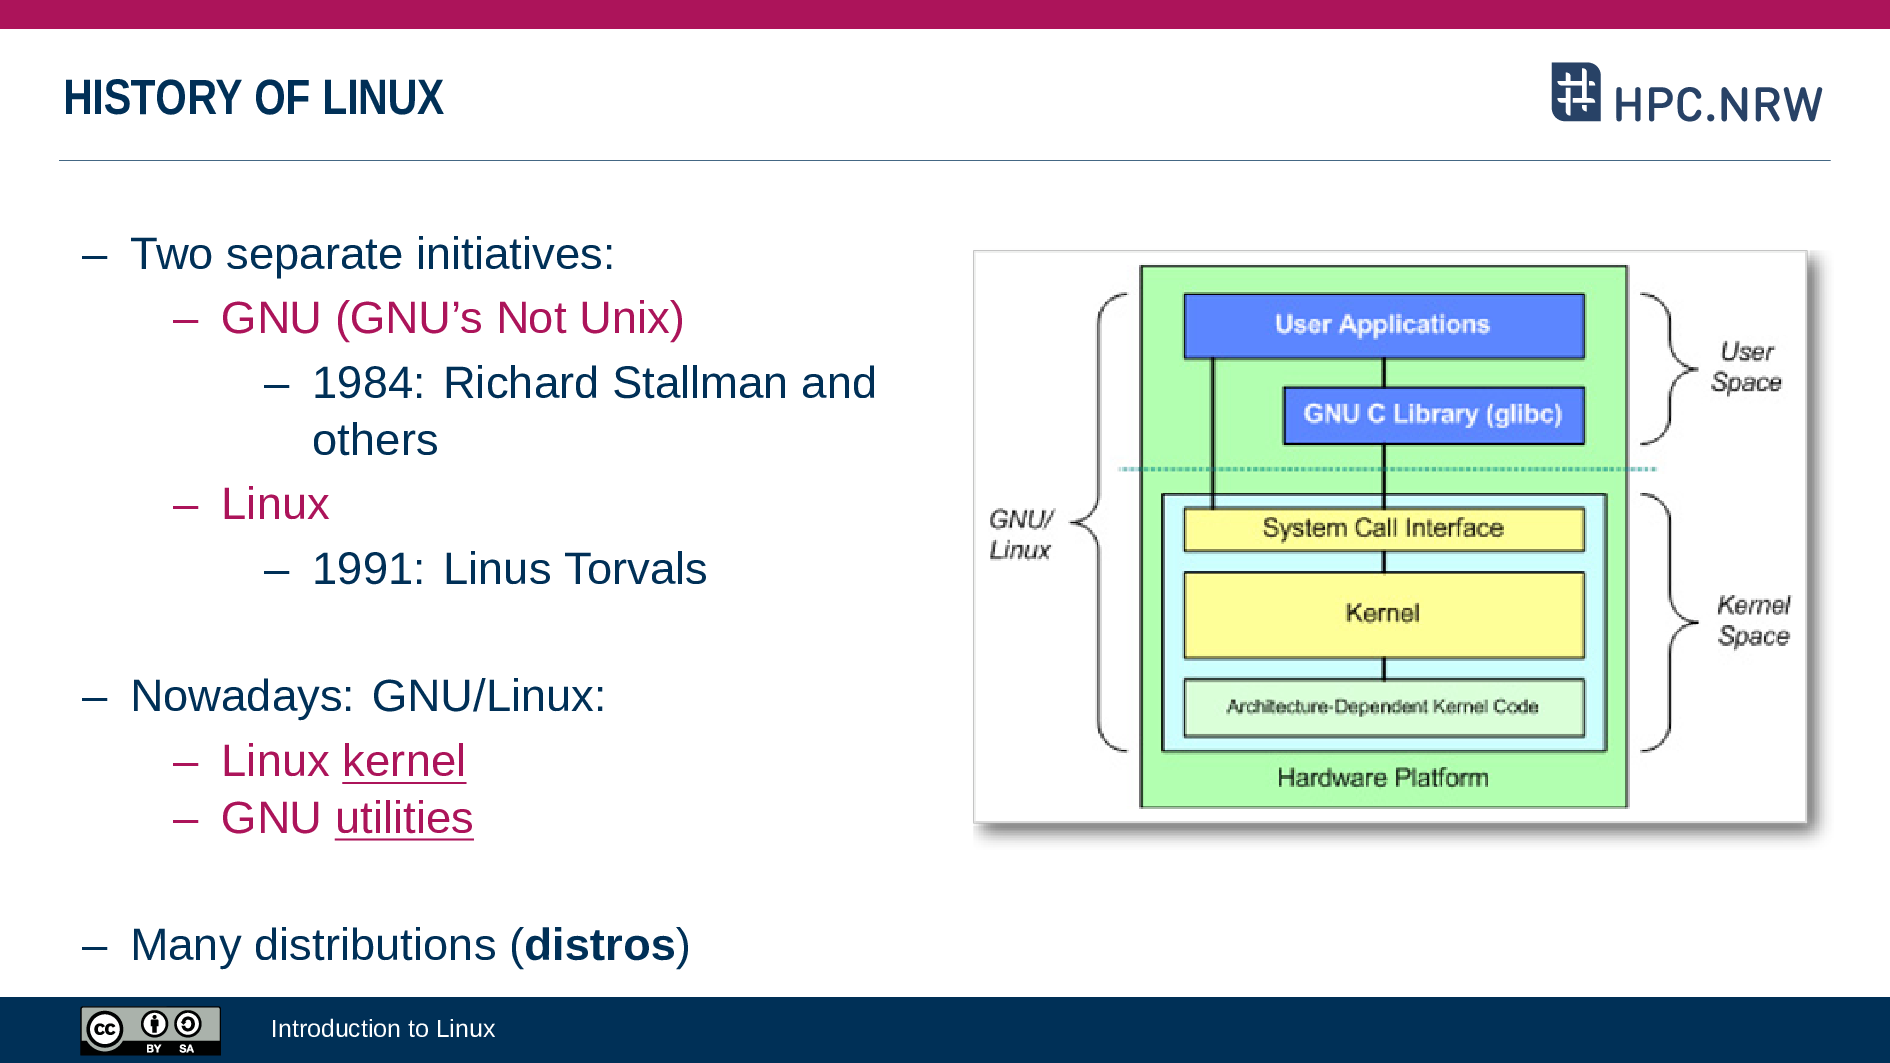 HISTORY OF LINUX
HPC.NRW
– Two separate initiatives:
– GNU (GNU’s Not Unix)
– 1984: Richard Stallman and
others
– Linux
– 1991: Linus Torvals
– Nowadays: GNU/Linux:
– Linux kernel
– GNU utilities
– Many distributions (distros)
User Applications
GNU C Library (glibc)
User
Space
GNU/
Linux
System Call Interface
Kernel
Architecture-Dependent Kernel Code
Kernel
Space
Hardware Platform
cc BY SA
Introduction to Linux